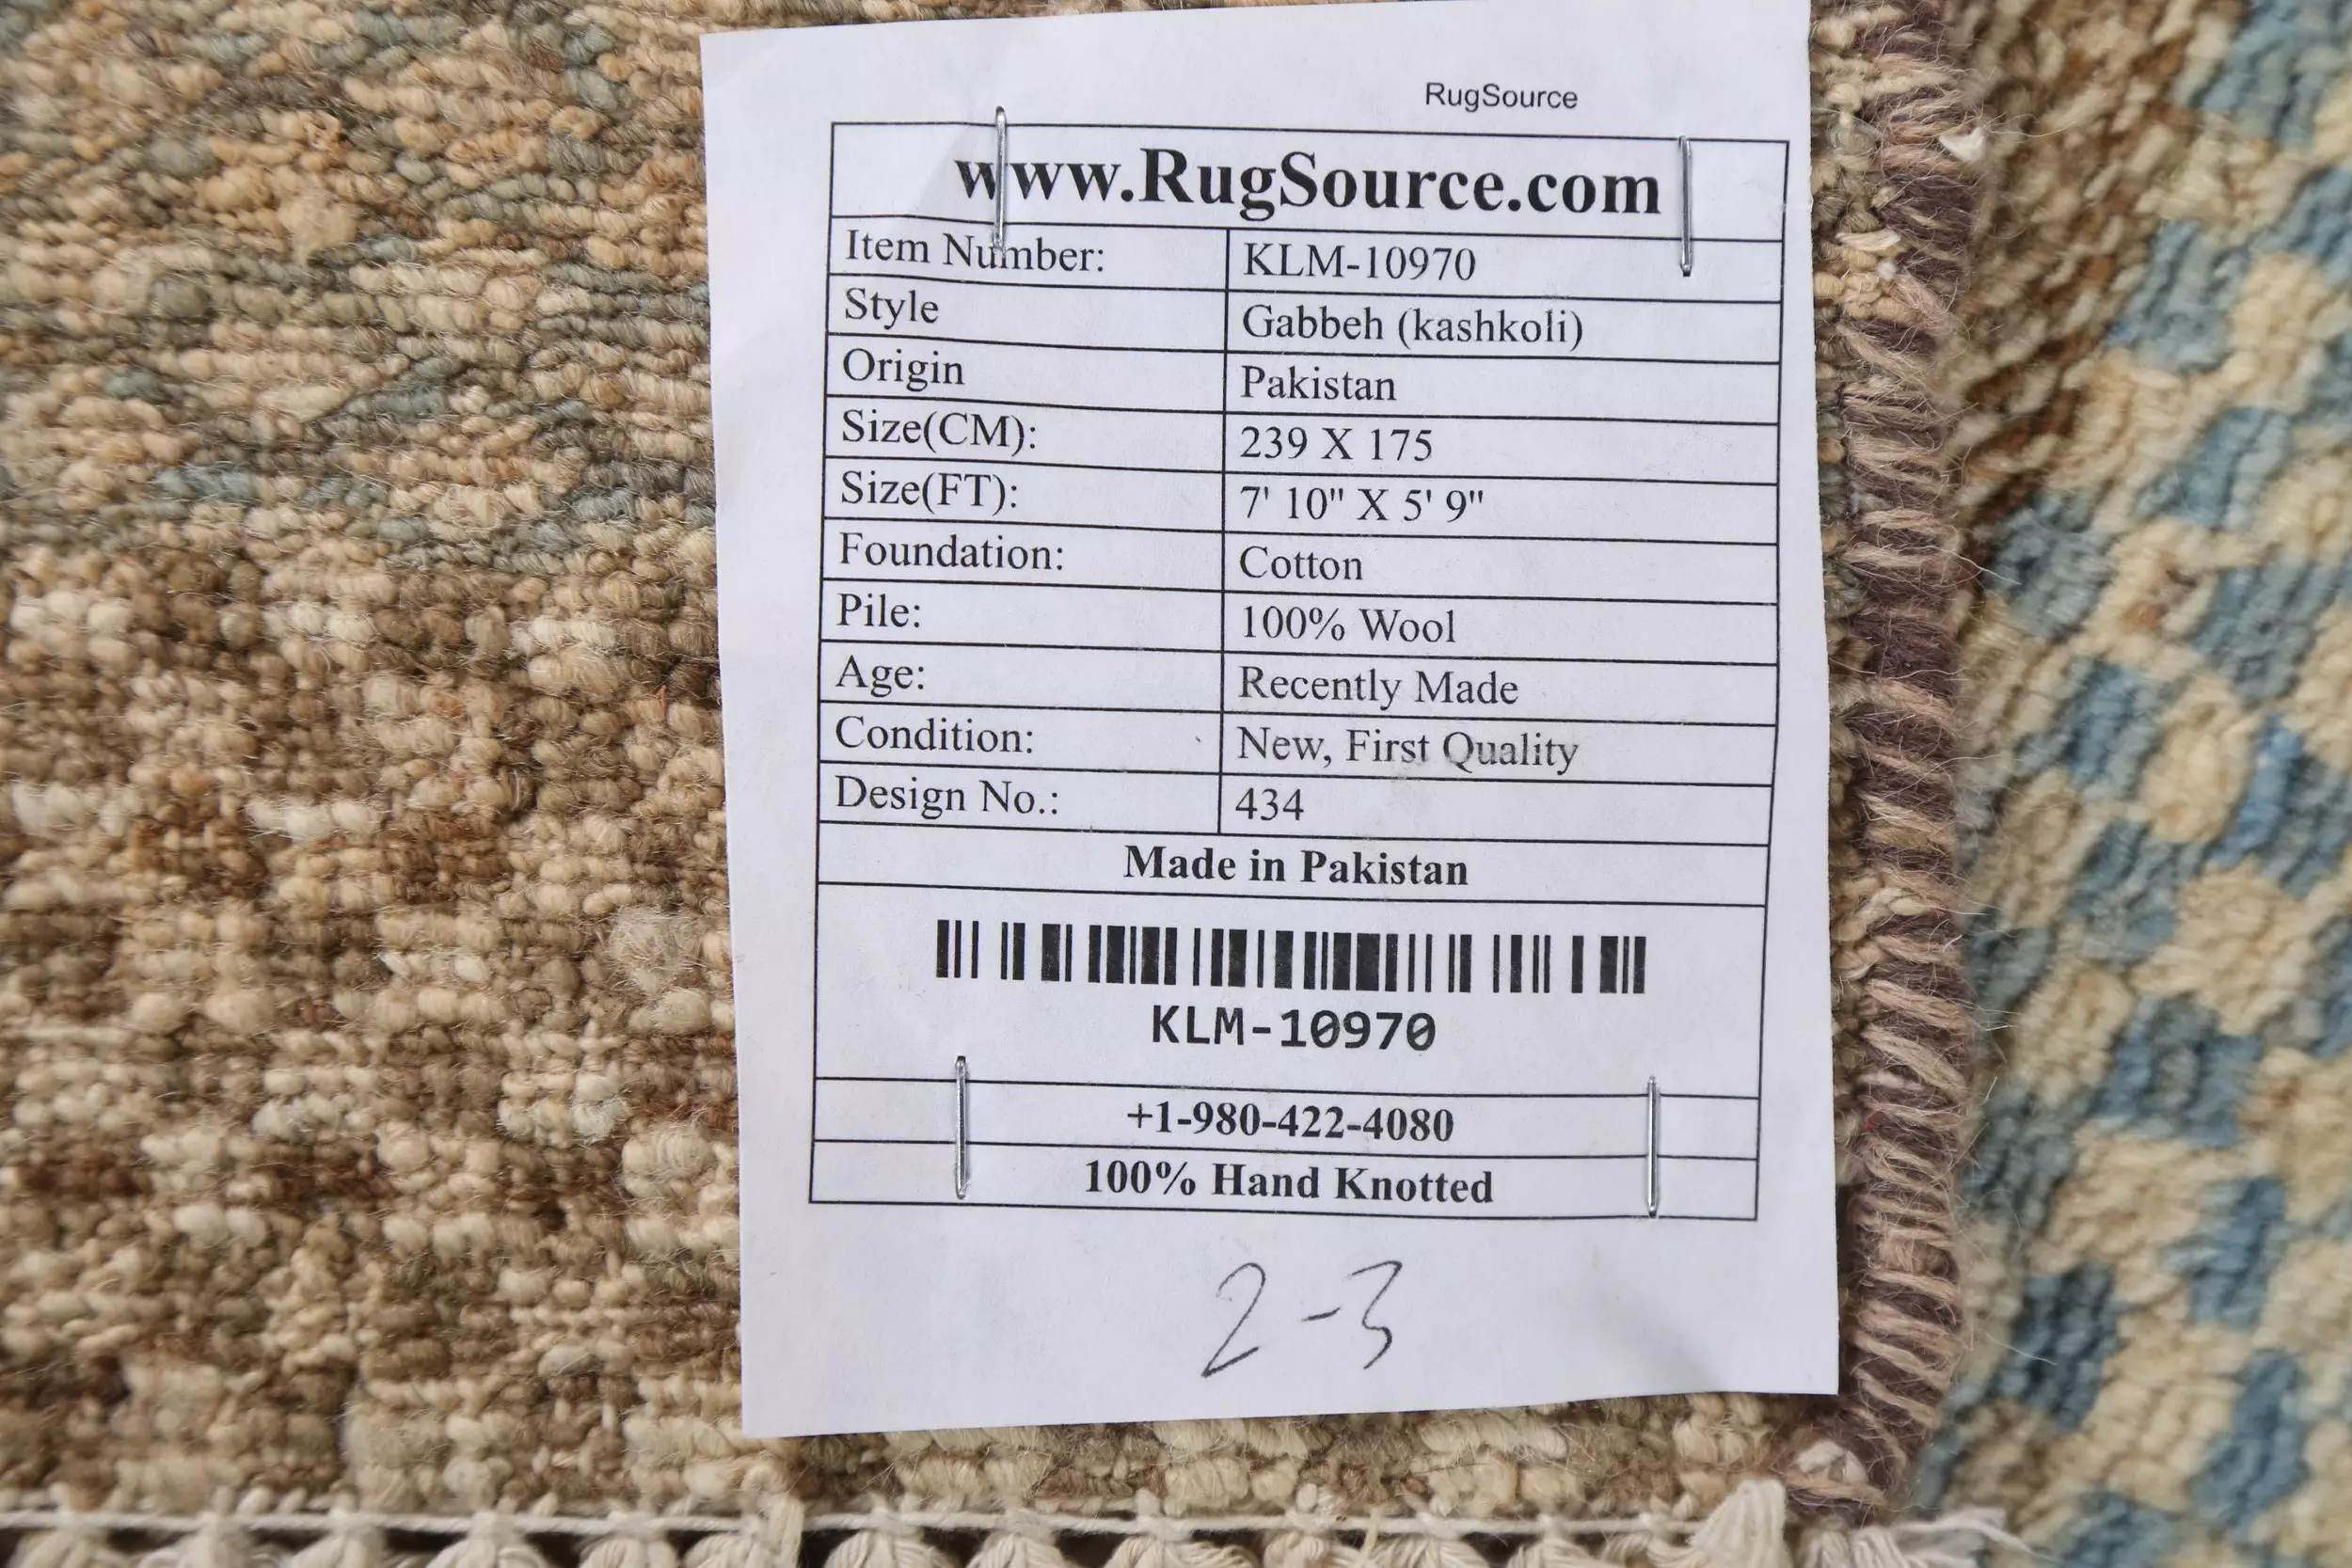 RugSource
www.RugSource.com
Item Number: KLM-10970
Style Gabbeh (kashkoli)
Origin Pakistan
Size(CM): 239 X 175
Size(FT): 7' 10" X 5' 9"
Foundation: Cotton
Pile: 100% Wool
Age: Recently Made
Condition: New, First Quality
Design No.: 434
Made in Pakistan
KLM-10970
+1-980-422-4080
100% Hand Knotted
2-3